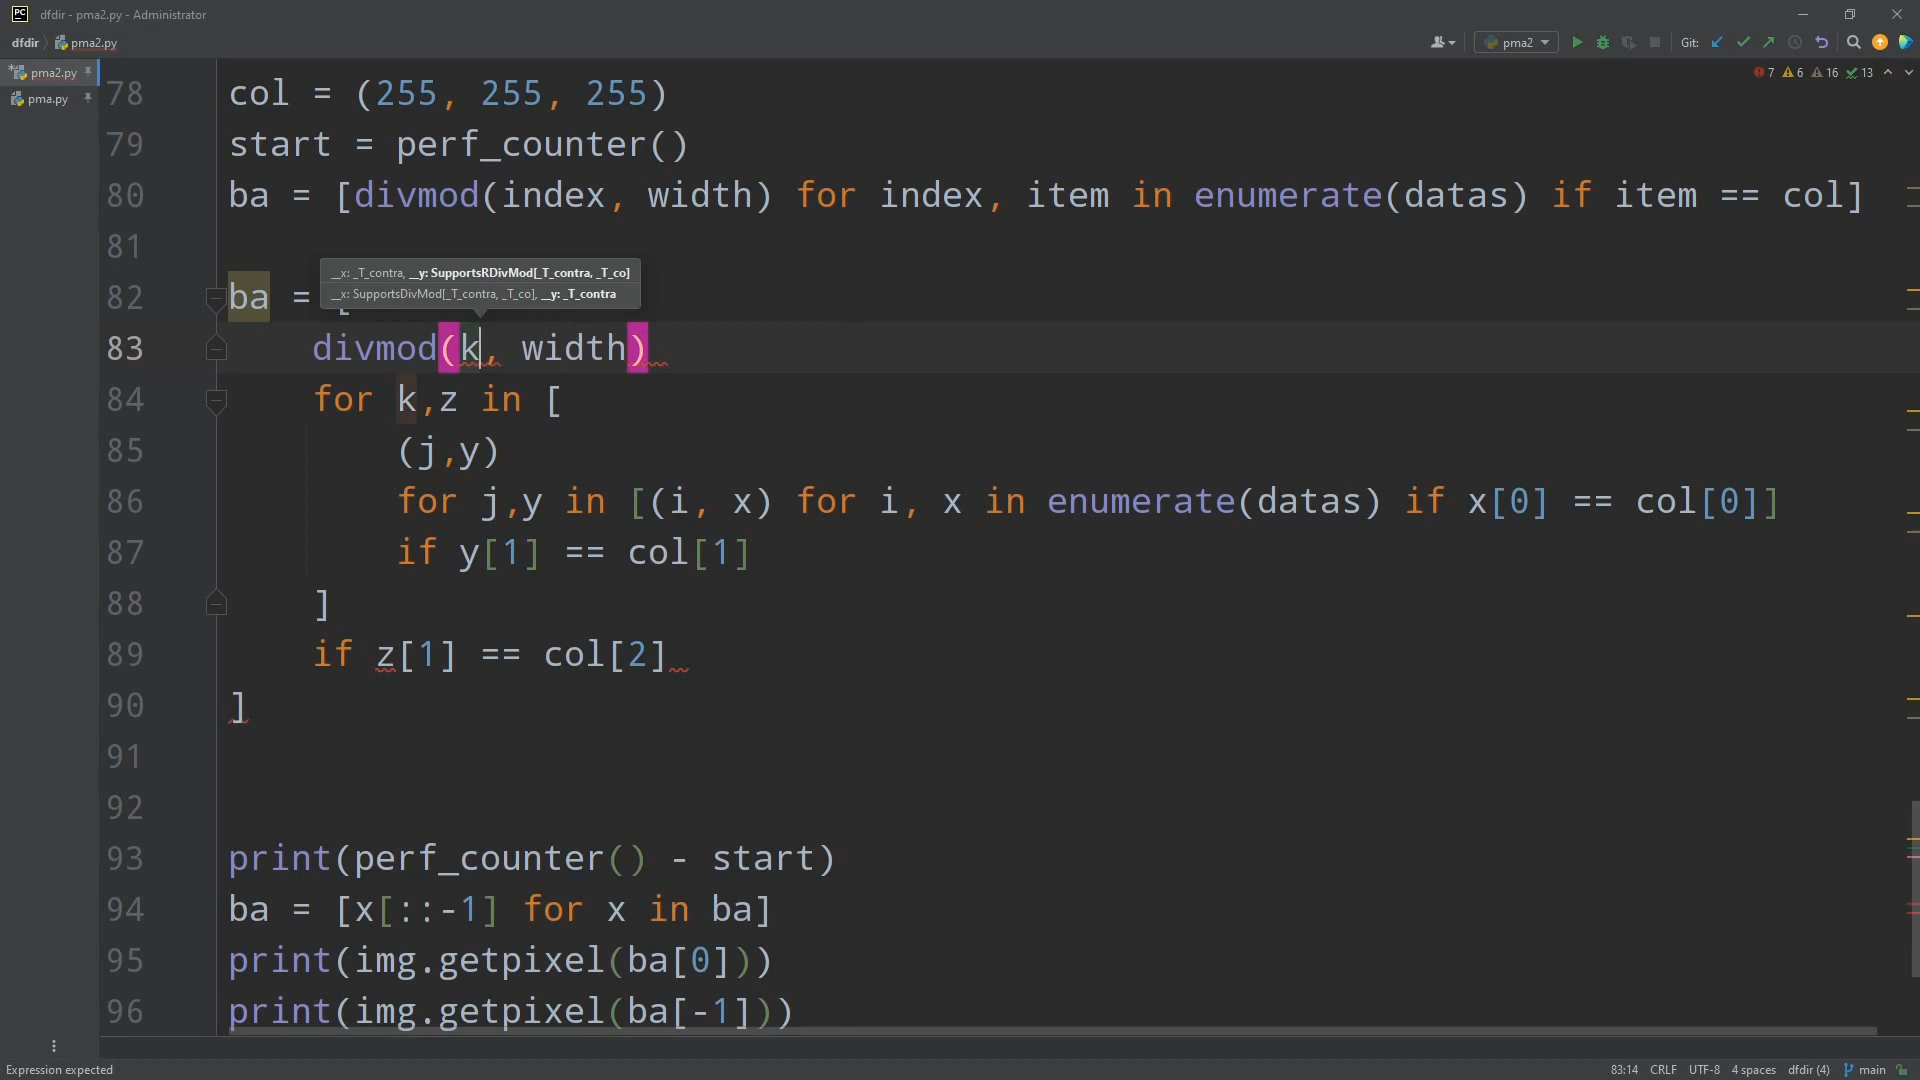 PC dfdir - pma2.py - Administrator
dfdir pma2.py pma2 Git:
pma2.py 7 6 16 13
pma.py
78 col = (255, 255, 255)
79 start = perf_counter()
80 ba = [divmod(index, width) for index, item in enumerate(datas) if item == col]
81
__x: _T_contra, __y: SupportsRDivMod[_T_contra, _T_co]
__x: SupportsDivMod[_T_contra, _T_co], __y: _T_contra
82 ba = [
83 divmod(k, width)
84 for k,z in [
85 (j,y)
86 for j,y in [(i, x) for i, x in enumerate(datas) if x[0] == col[0]]
87 if y[1] == col[1]
88 ]
89 if z[1] == col[2]
90 ]
91
92
93 print(perf_counter() - start)
94 ba = [x[::-1] for x in ba]
95 print(img.getpixel(ba[0]))
96 print(img.getpixel(ba[-1]))
Expression expected 83:14 CRLF UTF-8 4 spaces dfdir (4) main